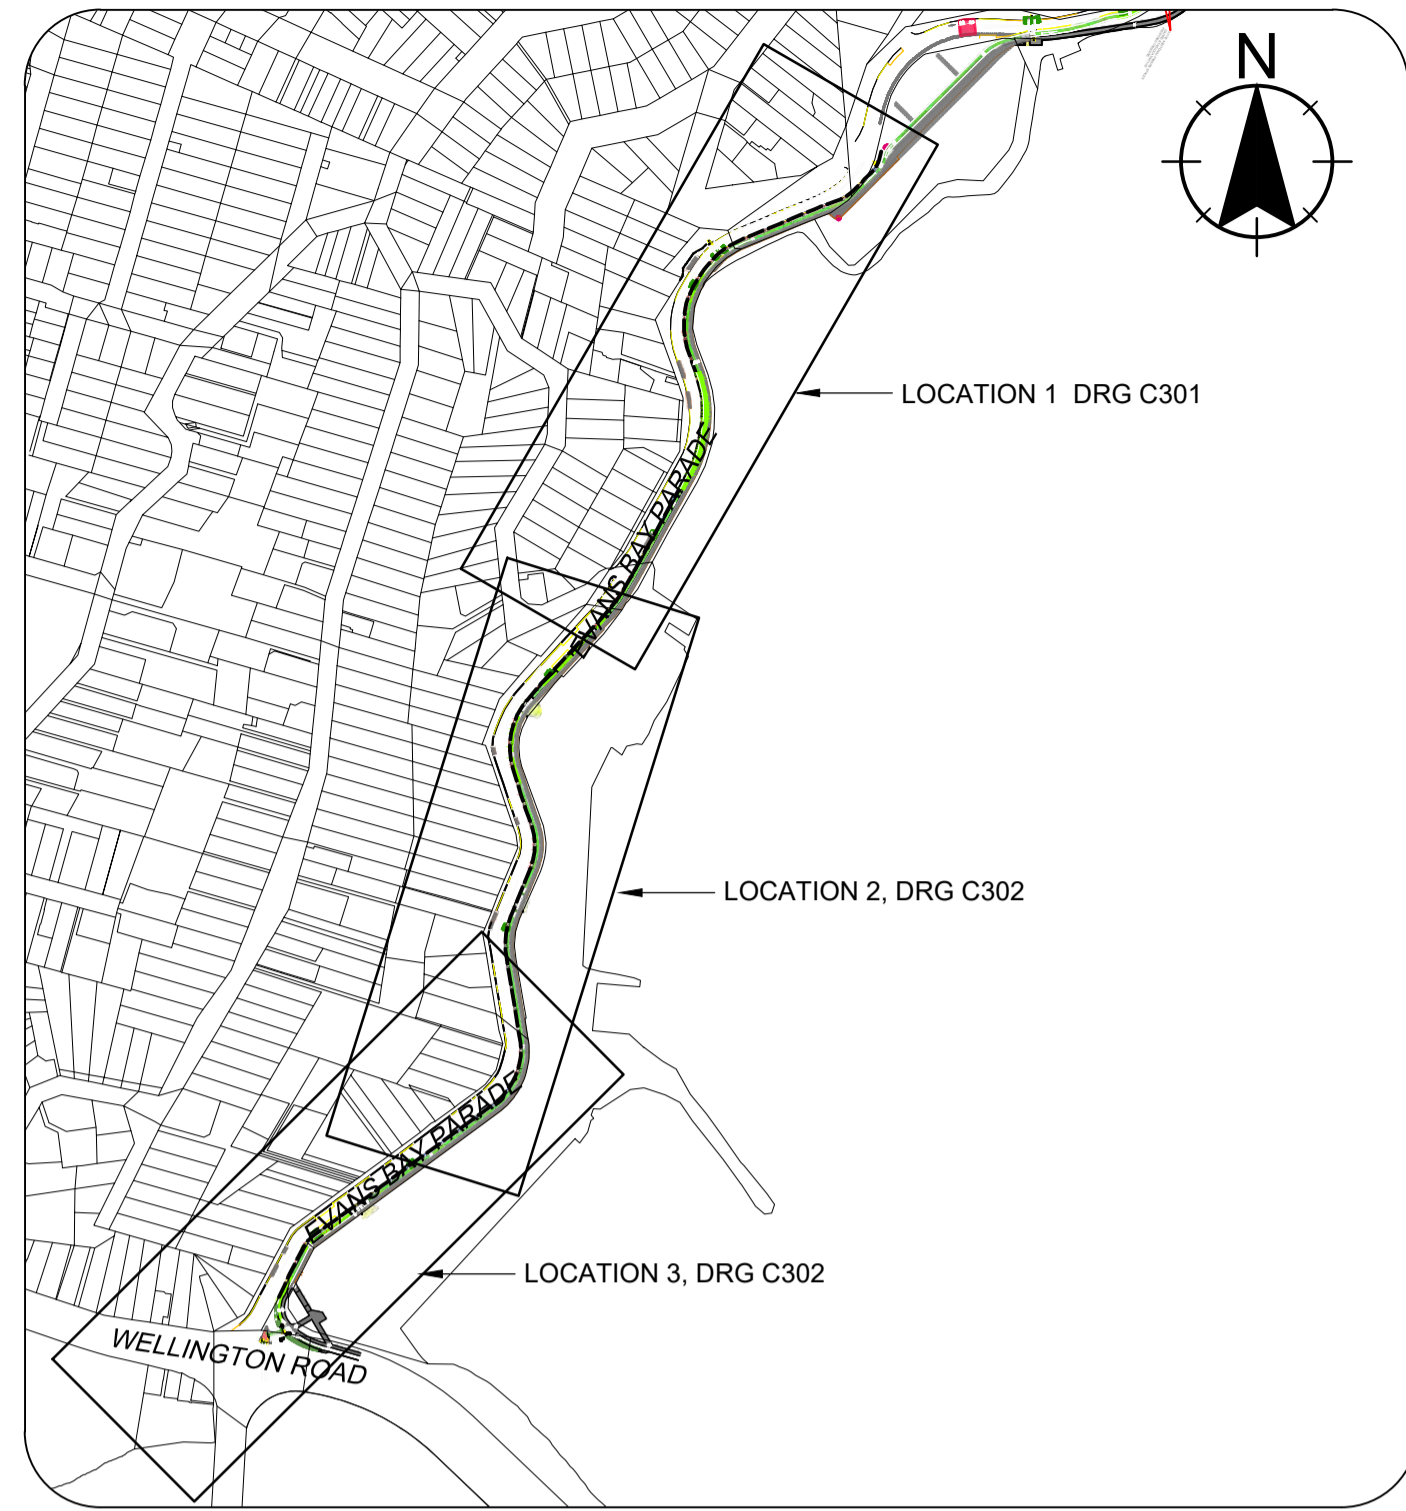 N
LOCATION 1 DRG C301
EVANS BAY PARADE
LOCATION 2, DRG C302
EVANS BAY PARADE
LOCATION 3, DRG C302
WELLINGTON ROAD